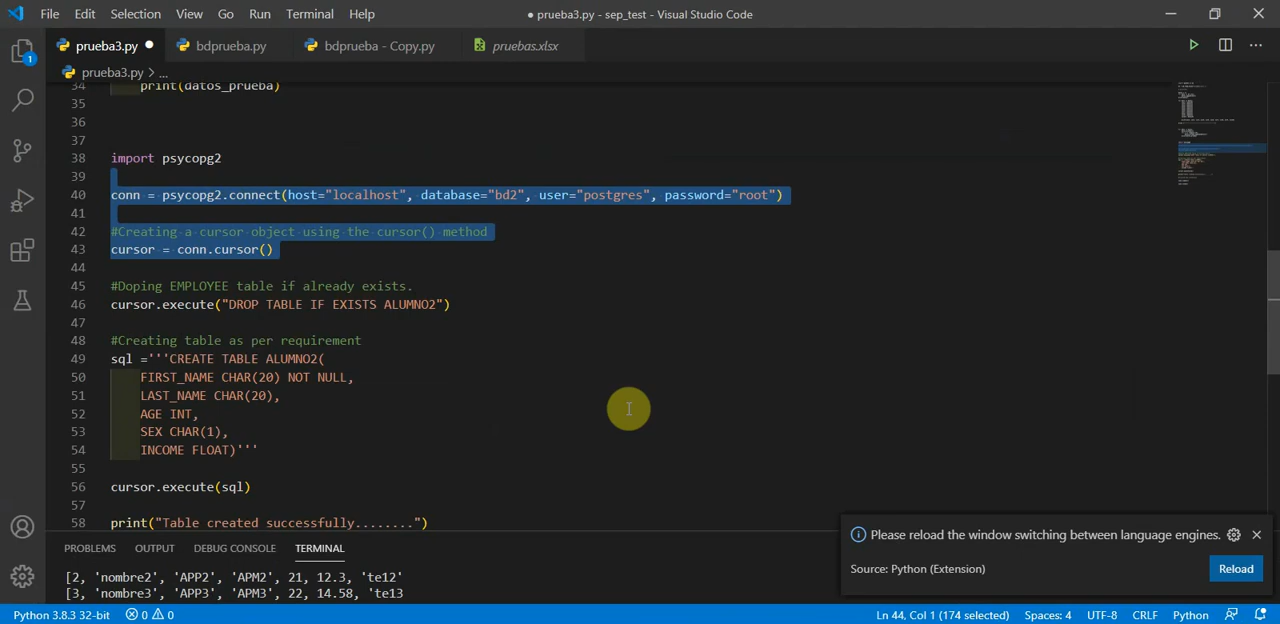 File Edit Selection View Go Run Terminal Help
● prueba3.py - sep_test - Visual Studio Code
prueba3.py bdprueba.py bdprueba - Copy.py pruebas.xlsx
prueba3.py > ...
34 print(datos_prueba)
35
36
37
38 import psycopg2
39
40 conn = psycopg2.connect(host="localhost", database="bd2", user="postgres", password="root")
41
42 #Creating a cursor object using the cursor() method
43 cursor = conn.cursor()
44
45 #Doping EMPLOYEE table if already exists.
46 cursor.execute("DROP TABLE IF EXISTS ALUMNO2")
47
48 #Creating table as per requirement
49 sql ='''CREATE TABLE ALUMNO2(
50 FIRST_NAME CHAR(20) NOT NULL,
51 LAST_NAME CHAR(20),
52 AGE INT,
53 SEX CHAR(1),
54 INCOME FLOAT)'''
55
56 cursor.execute(sql)
57
58 print("Table created successfully........")
Please reload the window switching between language engines.
Source: Python (Extension)
Reload
PROBLEMS OUTPUT DEBUG CONSOLE TERMINAL
[2, 'nombre2', 'APP2', 'APM2', 21, 12.3, 'te12'
[3, 'nombre3', 'APP3', 'APM3', 22, 14.58, 'te13
1
Python 3.8.3 32-bit 0 0 Ln 44, Col 1 (174 selected) Spaces: 4 UTF-8 CRLF Python